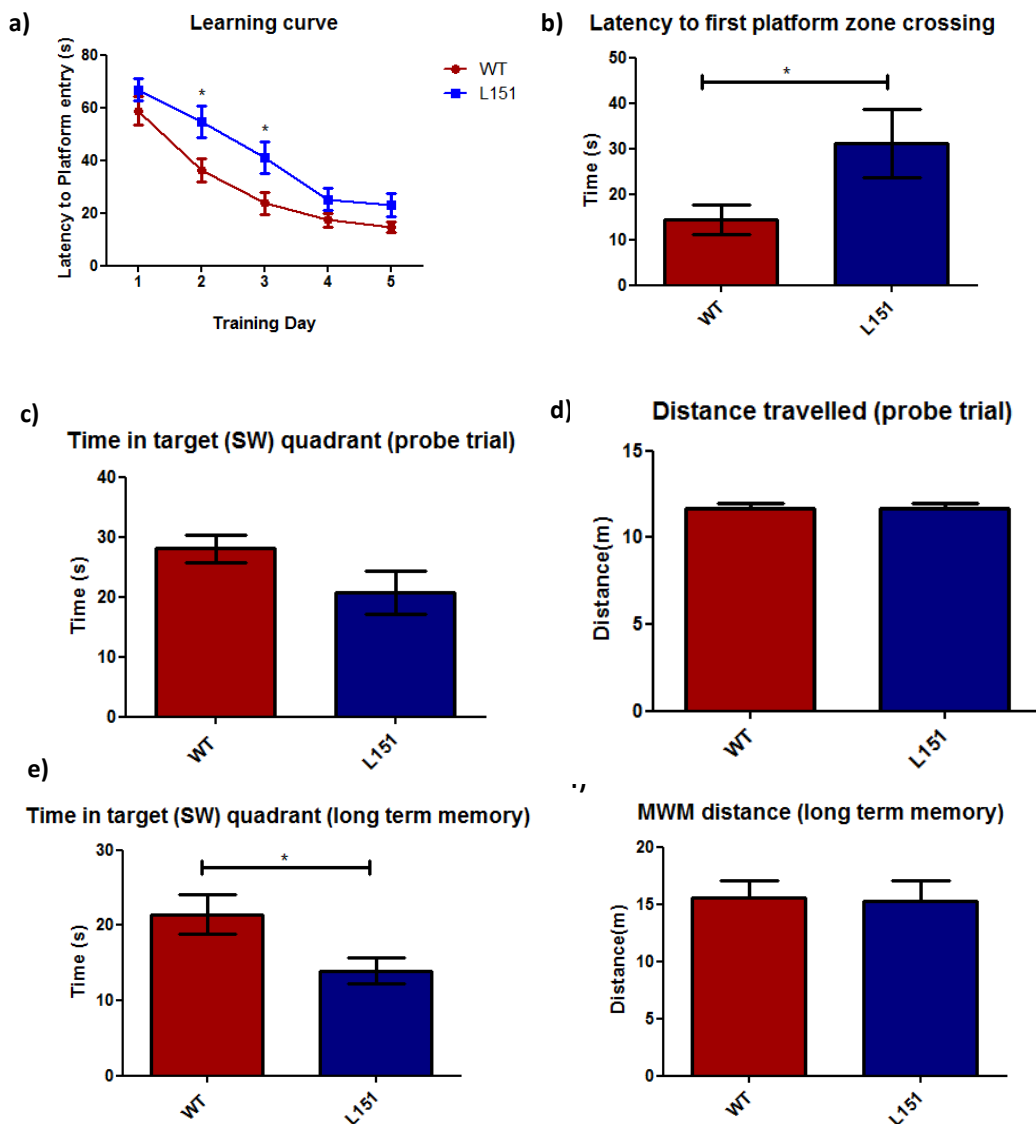 a)
Learning curve
Latency to Platform entry (s)
80
60
40
20
0
*
*
WT
L151
1 2 3 4 5
Training Day
b)
Latency to first platform zone crossing
Time (s)
50
40
30
20
10
0
*
WT
L151
c)
Time in target (SW) quadrant (probe trial)
Time (s)
40
30
20
10
0
WT
L151
d)
Distance travelled (probe trial)
Distance(m)
15
10
5
0
WT
L151
e)
Time in target (SW) quadrant (long term memory)
Time (s)
30
20
10
0
*
WT
L151
MWM distance (long term memory)
Distance(m)
20
15
10
5
0
WT
L151